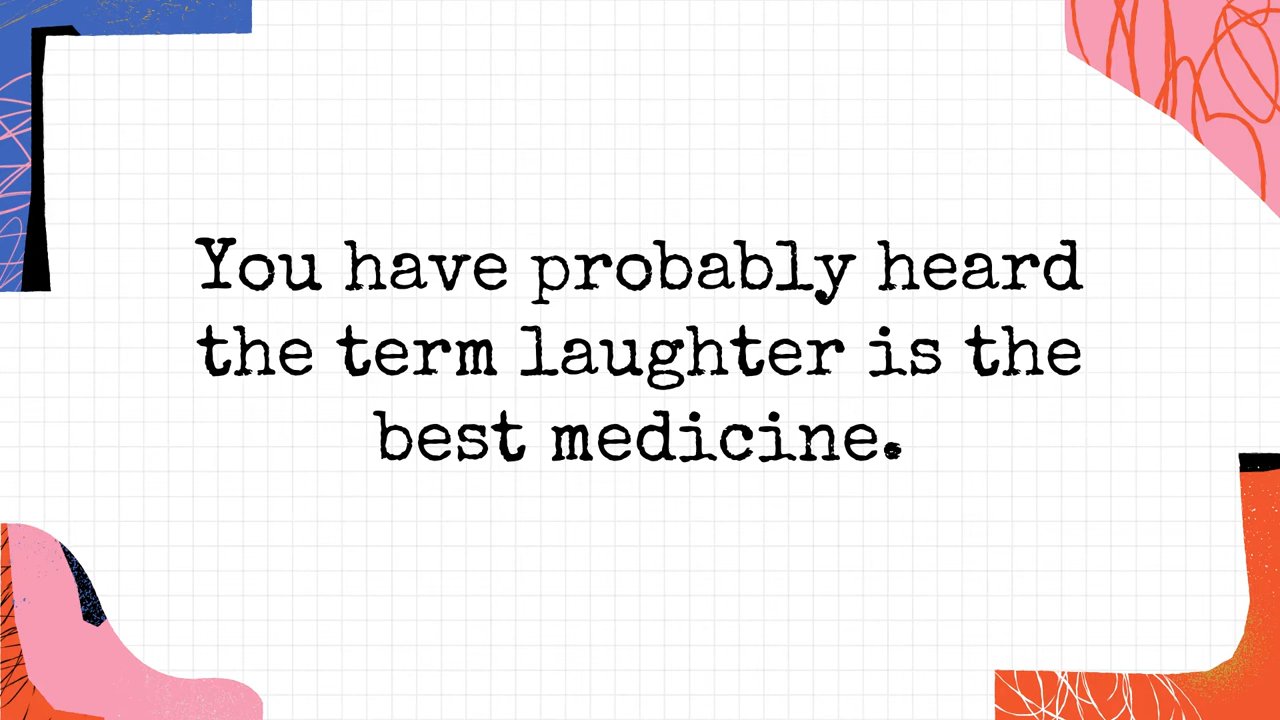 You have probably heard
the term laughter is the
best medicine.